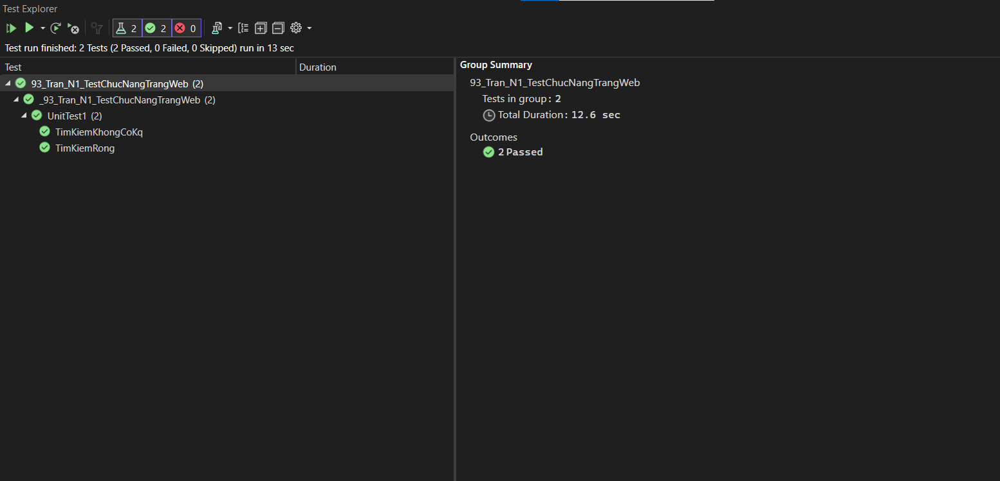 Test Explorer
2 2 0
Test run finished: 2 Tests (2 Passed, 0 Failed, 0 Skipped) run in 13 sec
Test Duration
93_Tran_N1_TestChucNangTrangWeb (2)
_93_Tran_N1_TestChucNangTrangWeb (2)
UnitTest1 (2)
TimKiemKhongCoKq
TimKiemRong
Group Summary
93_Tran_N1_TestChucNangTrangWeb
Tests in group: 2
Total Duration: 12.6 sec
Outcomes
2 Passed